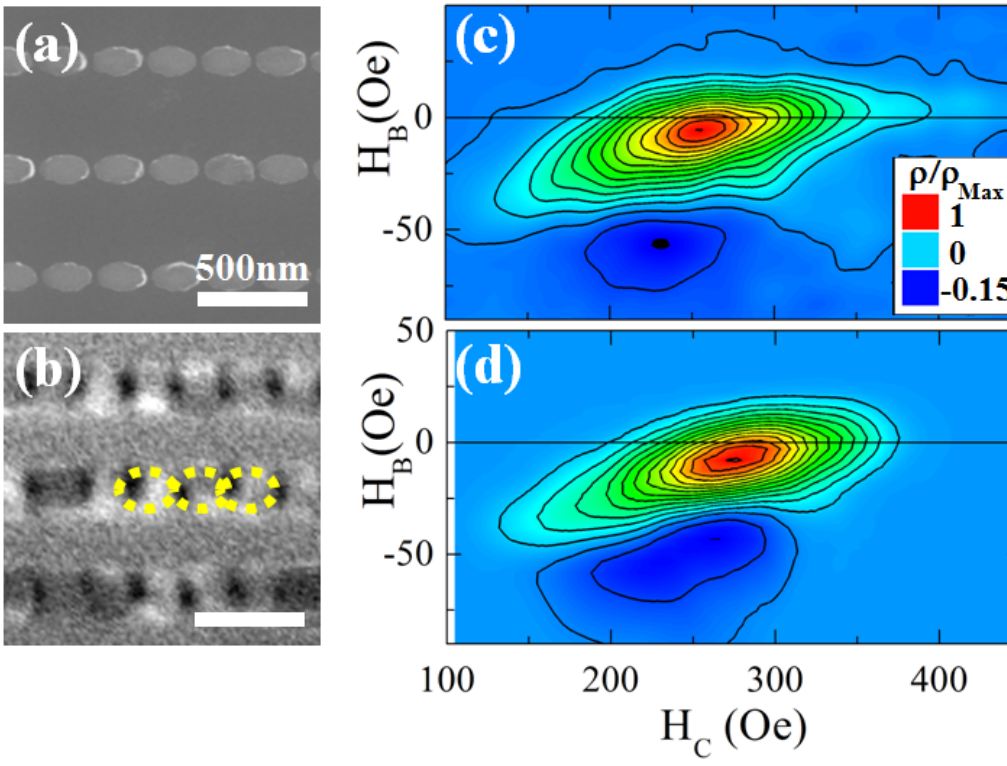 (a)
500nm
(b)
(c)
H_B(Oe)
0
-50
ρ/ρ_Max
1
0
-0.15
(d)
H_B(Oe)
50
0
-50
100
200
300
400
H_C (Oe)